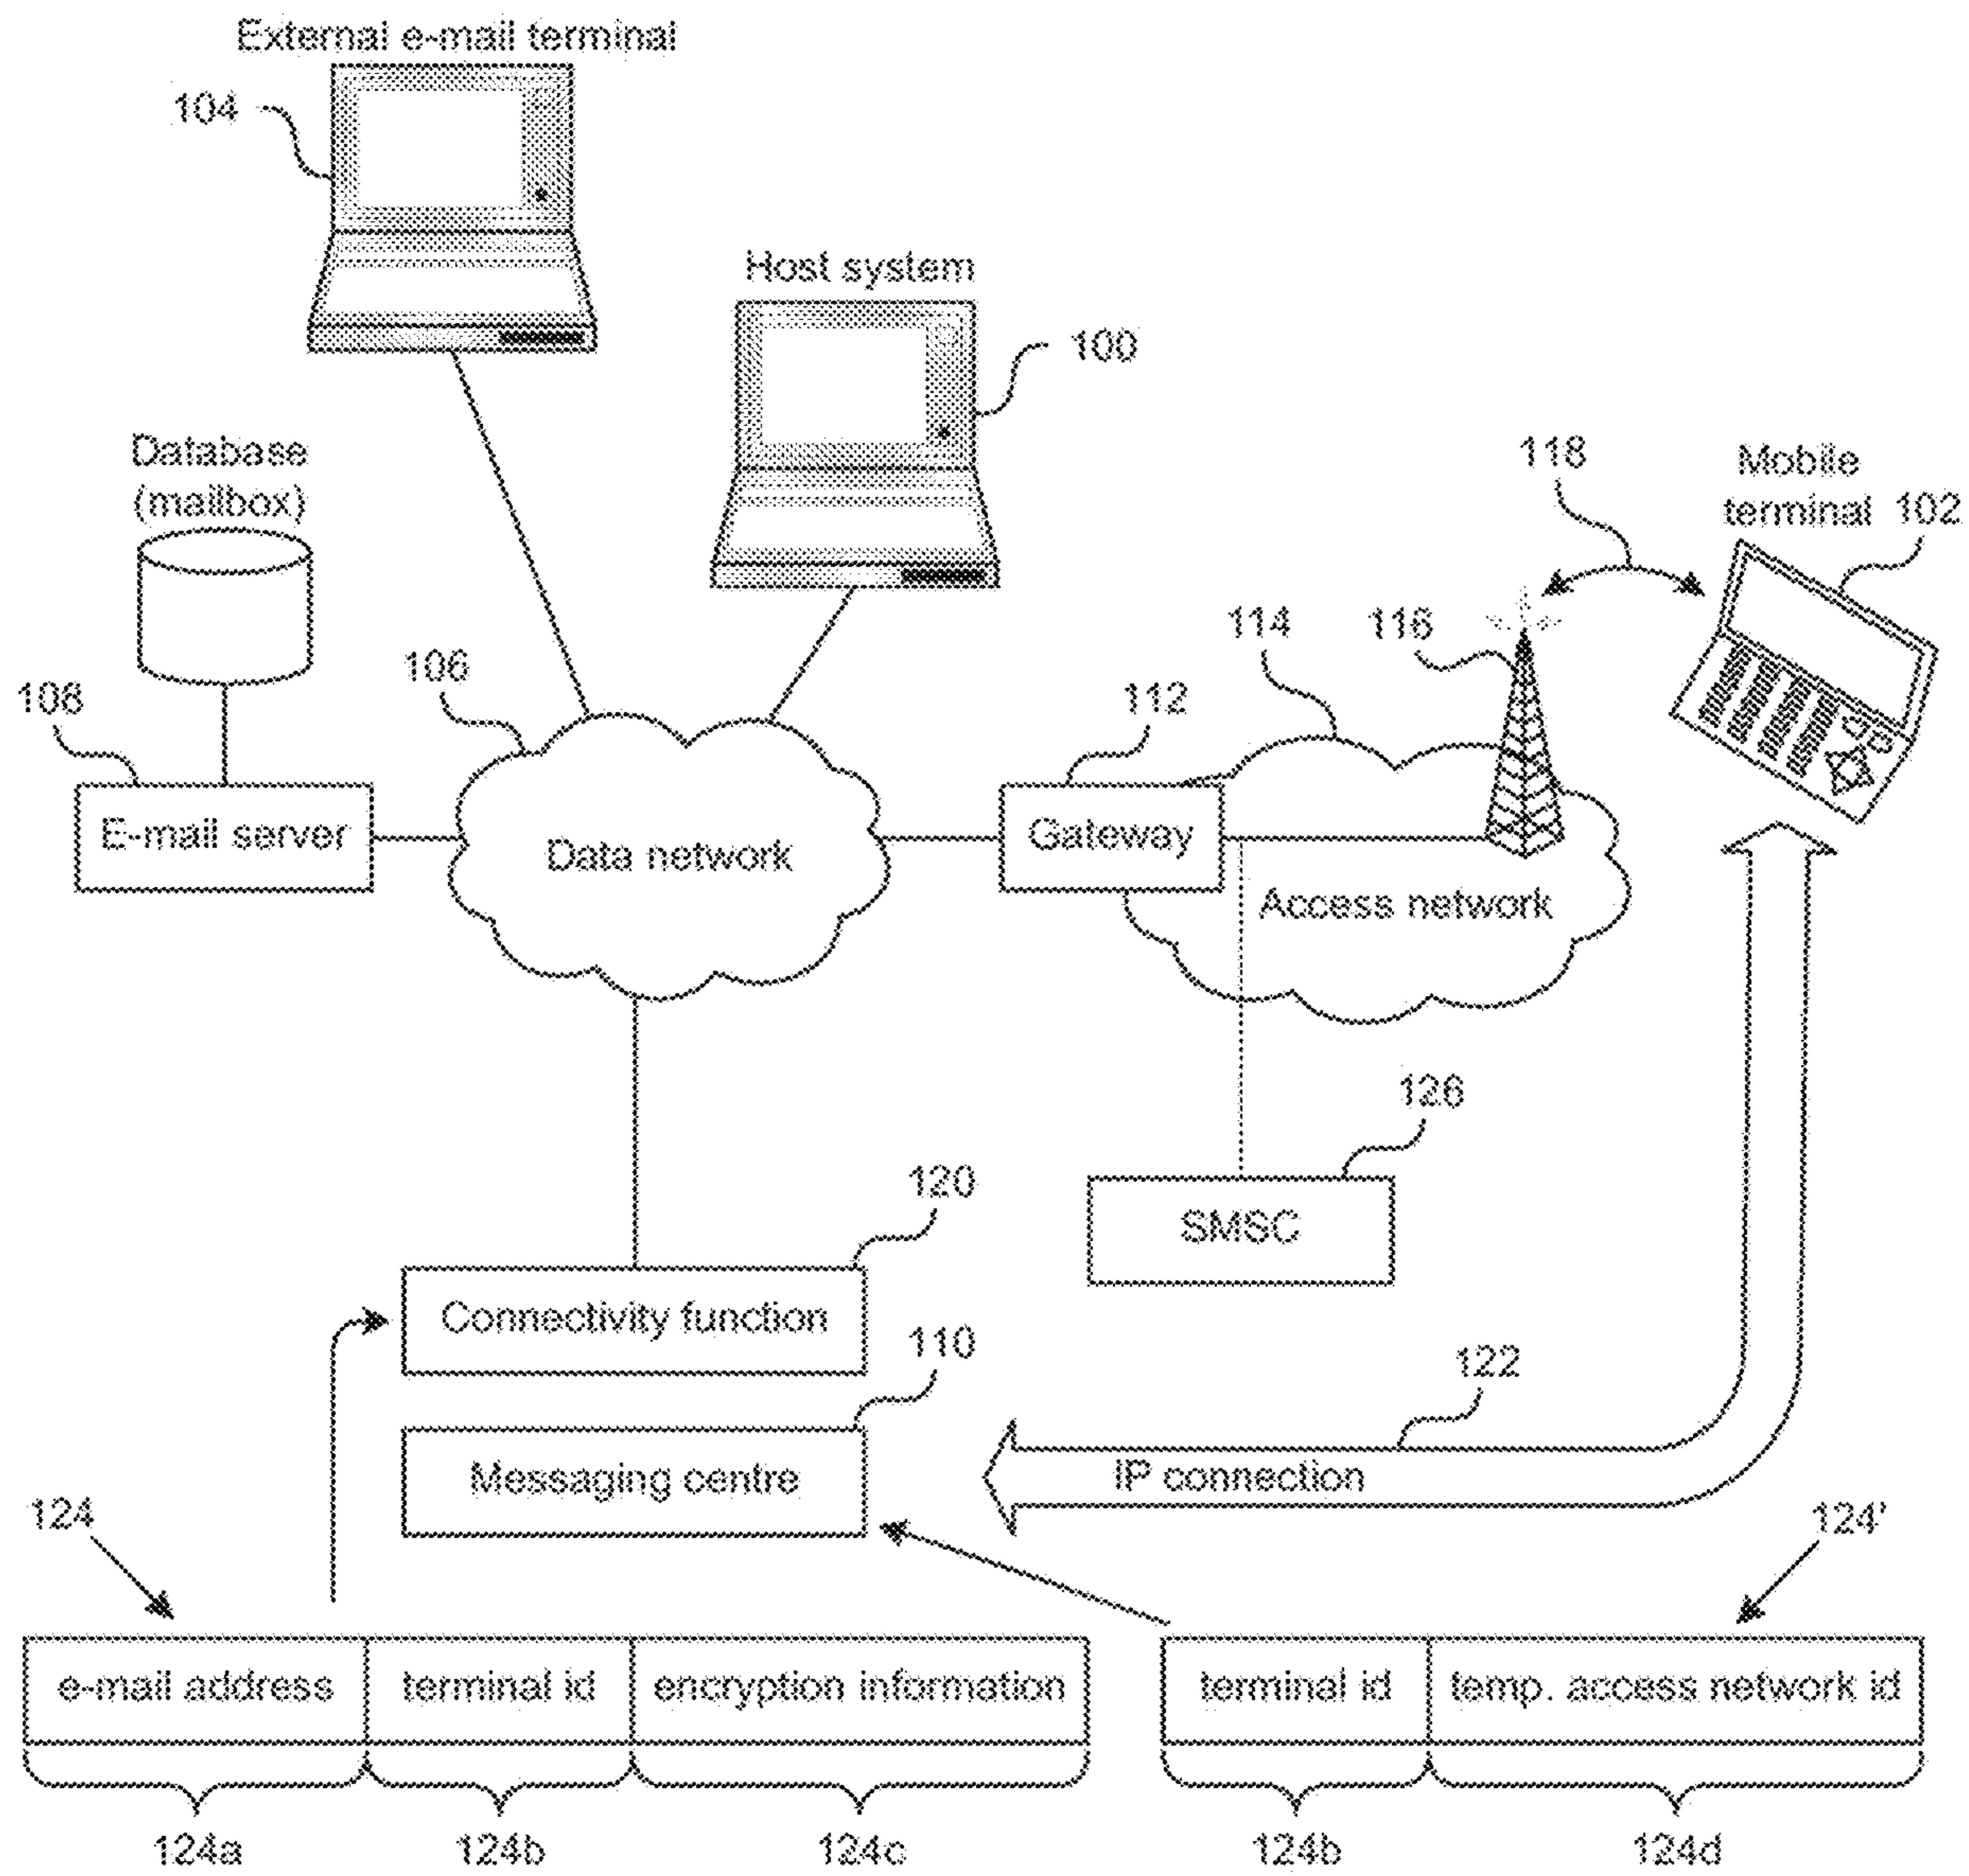 External e-mail terminal
104
Host system
100
Database
(mailbox)
118
Mobile
terminal 102
108
106
112
114
116
E-mail server
Data network
Gateway
Access network
126
SMSC
120
Connectivity function
110
Messaging centre
122
IP connection
124
124'
e-mail address terminal id encryption information
terminal id temp. access network id
124a 124b 124c
124b 124d